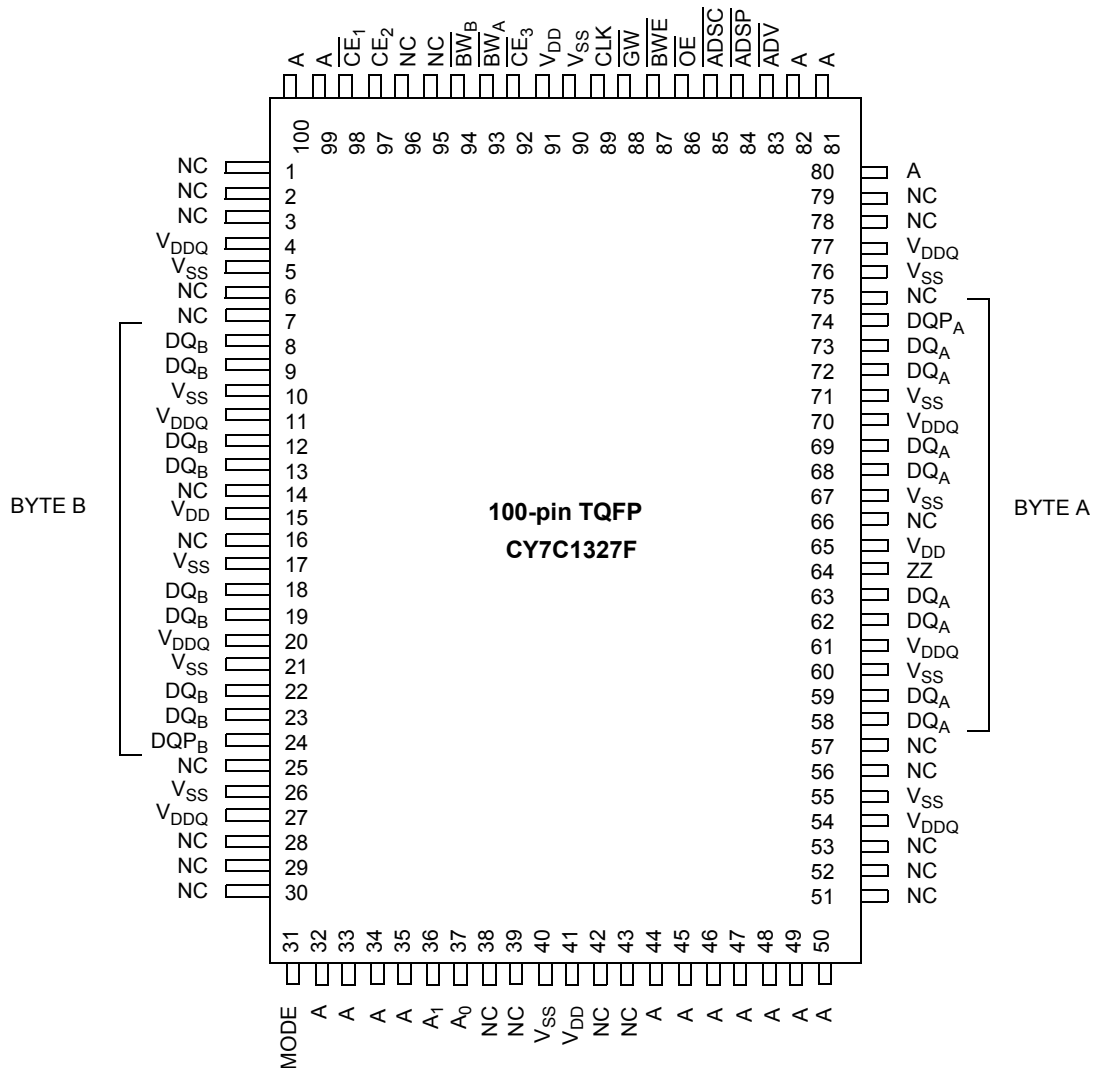 A A CE1 CE2 NC NC BWB BWA CE3 VDD VSS CLK GW BWE OE ADSC ADSP ADV A A
100 99 98 97 96 95 94 93 92 91 90 89 88 87 86 85 84 83 82 81
NC 1 80 A
NC 2 79 NC
NC 3 78 NC
VDDQ 4 77 VDDQ
VSS 5 76 VSS
NC 6 75 NC
NC 7 74 DQPA
DQB 8 73 DQA
DQB 9 72 DQA
VSS 10 71 VSS
VDDQ 11 70 VDDQ
DQB 12 69 DQA
DQB 13 68 DQA
NC 14 67 VSS
BYTE B
VDD 15 66 NC
100-pin TQFP
BYTE A
NC 16 65 VDD
CY7C1327F
VSS 17 64 ZZ
DQB 18 63 DQA
DQB 19 62 DQA
VDDQ 20 61 VDDQ
VSS 21 60 VSS
DQB 22 59 DQA
DQB 23 58 DQA
DQPB 24 57 NC
NC 25 56 NC
VSS 26 55 VSS
VDDQ 27 54 VDDQ
NC 28 53 NC
NC 29 52 NC
NC 30 51 NC
31 32 33 34 35 36 37 38 39 40 41 42 43 44 45 46 47 48 49 50
MODE A A A A A1 A0 NC NC VSS VDD NC NC A A A A A A A